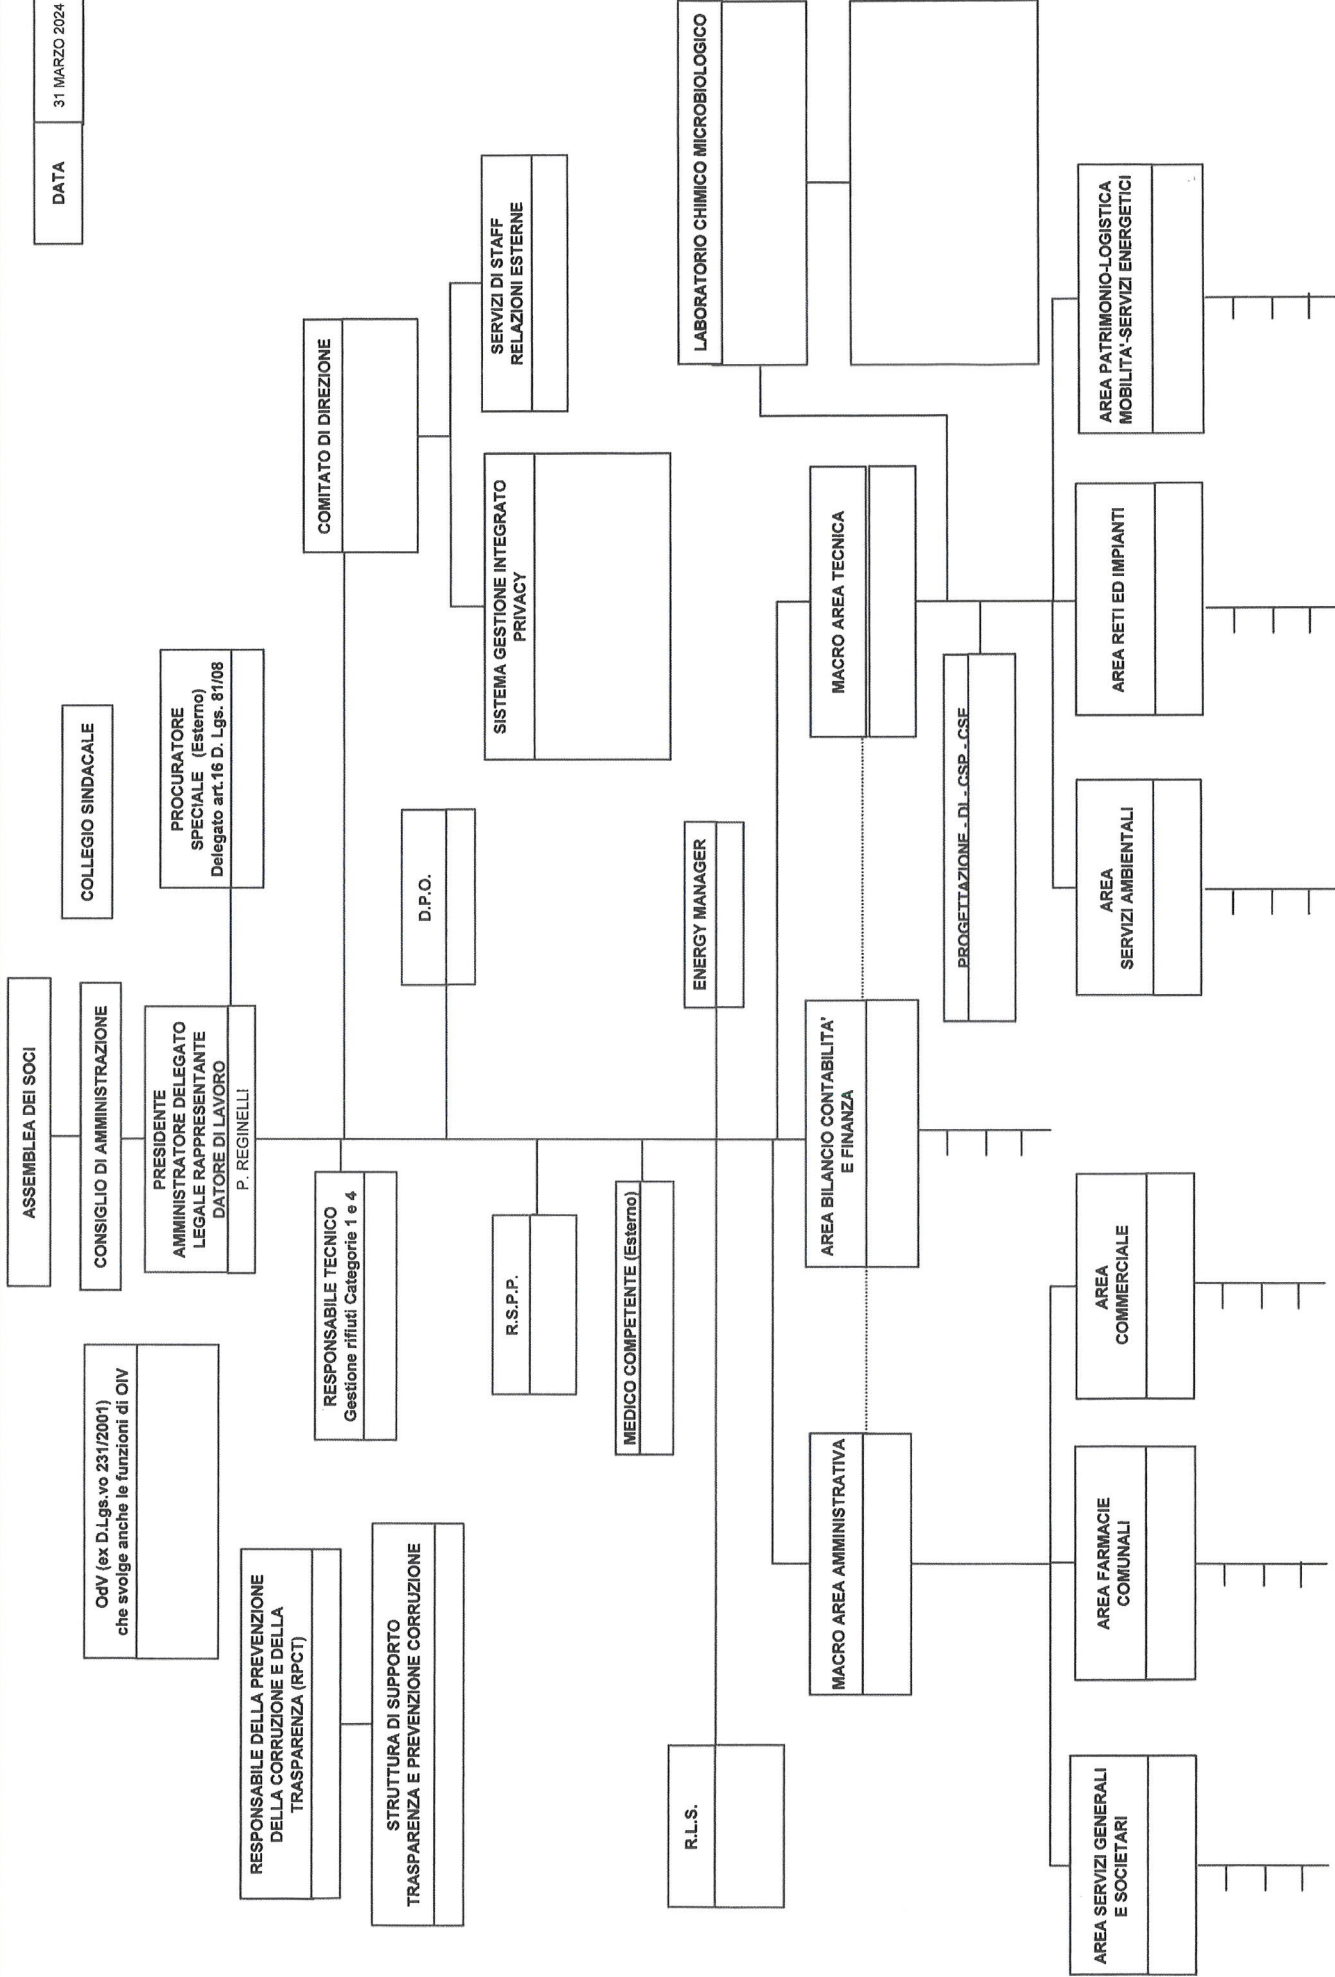 DATA
31 MARZO 2024
ASSEMBLEA DEI SOCI
COLLEGIO SINDACALE
CONSIGLIO DI AMMINISTRAZIONE
OdV (ex D.Lgs.vo 231/2001)
che svolge anche le funzioni di OIV
PRESIDENTE
AMMINISTRATORE DELEGATO
LEGALE RAPPRESENTANTE
DATORE DI LAVORO
P. REGINELLI
PROCURATORE
SPECIALE (Esterno)
Delegato art.16 D. Lgs. 81/08
RESPONSABILE DELLA PREVENZIONE
DELLA CORRUZIONE E DELLA
TRASPARENZA (RPCT)
RESPONSABILE TECNICO
Gestione rifiuti Categorie 1 e 4
COMITATO DI DIREZIONE
STRUTTURA DI SUPPORTO
TRASPARENZA E PREVENZIONE CORRUZIONE
D.P.O.
R.S.P.P.
SISTEMA GESTIONE INTEGRATO
PRIVACY
SERVIZI DI STAFF
RELAZIONI ESTERNE
MEDICO COMPETENTE (Esterno)
R.L.S.
ENERGY MANAGER
LABORATORIO CHIMICO MICROBIOLOGICO
MACRO AREA AMMINISTRATIVA
AREA BILANCIO CONTABILITA'
E FINANZA
MACRO AREA TECNICA
PROGETTAZIONE - DL - CSP - CSE
AREA SERVIZI GENERALI
E SOCIETARI
AREA FARMACIE
COMUNALI
AREA
COMMERCIALE
AREA
SERVIZI AMBIENTALI
AREA RETI ED IMPIANTI
AREA PATRIMONIO-LOGISTICA
MOBILITA'-SERVIZI ENERGETICI